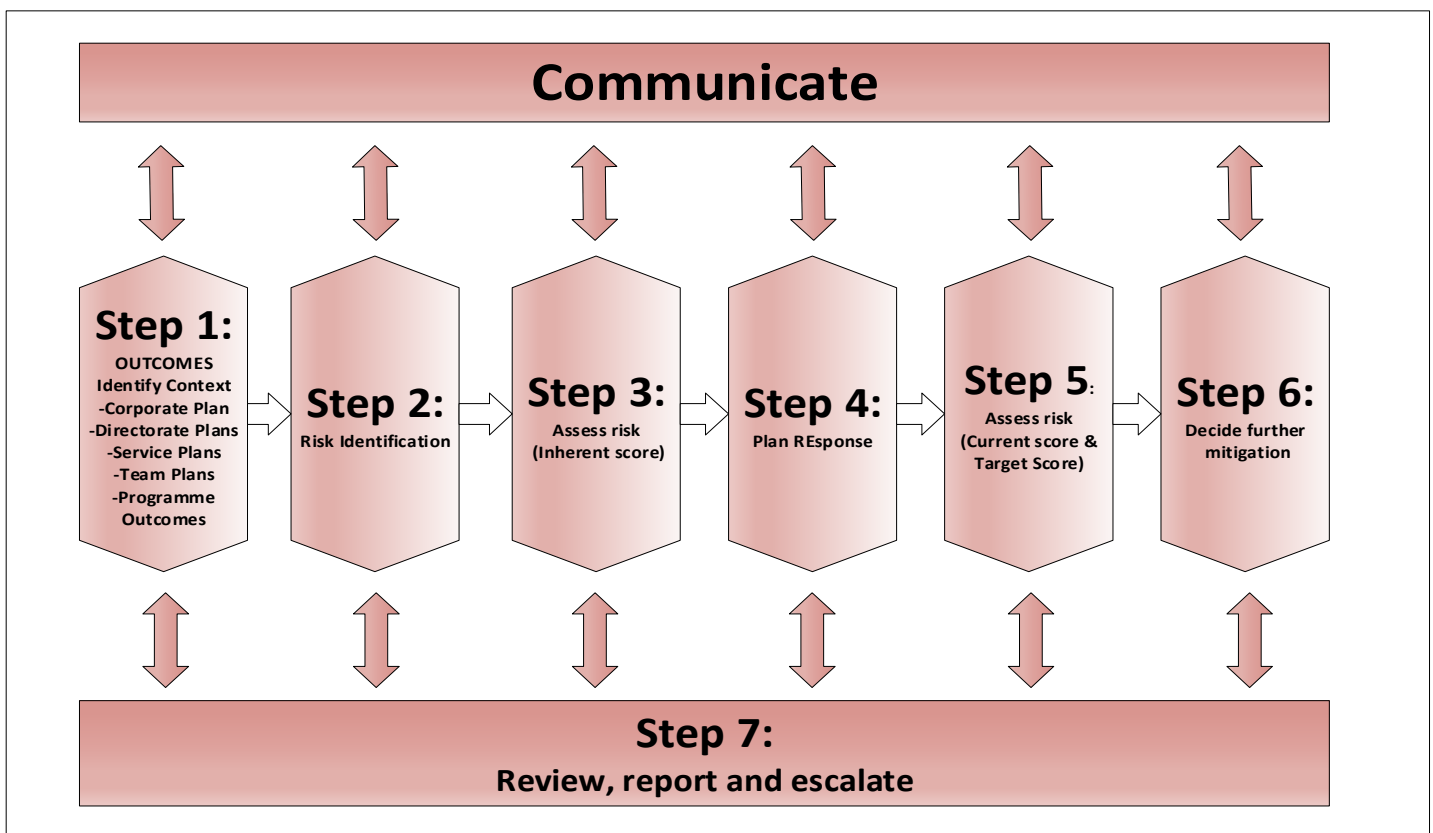 Communicate
Step 1:
OUTCOMES
Identify Context
-Corporate Plan
-Directorate Plans
-Service Plans
-Team Plans
-Programme
Outcomes
Step 2:
Risk Identification
Step 3:
Assess risk
(Inherent score)
Step 4:
Plan REsponse
Step 5:
Assess risk
(Current score &
Target Score)
Step 6:
Decide further
mitigation
Step 7:
Review, report and escalate